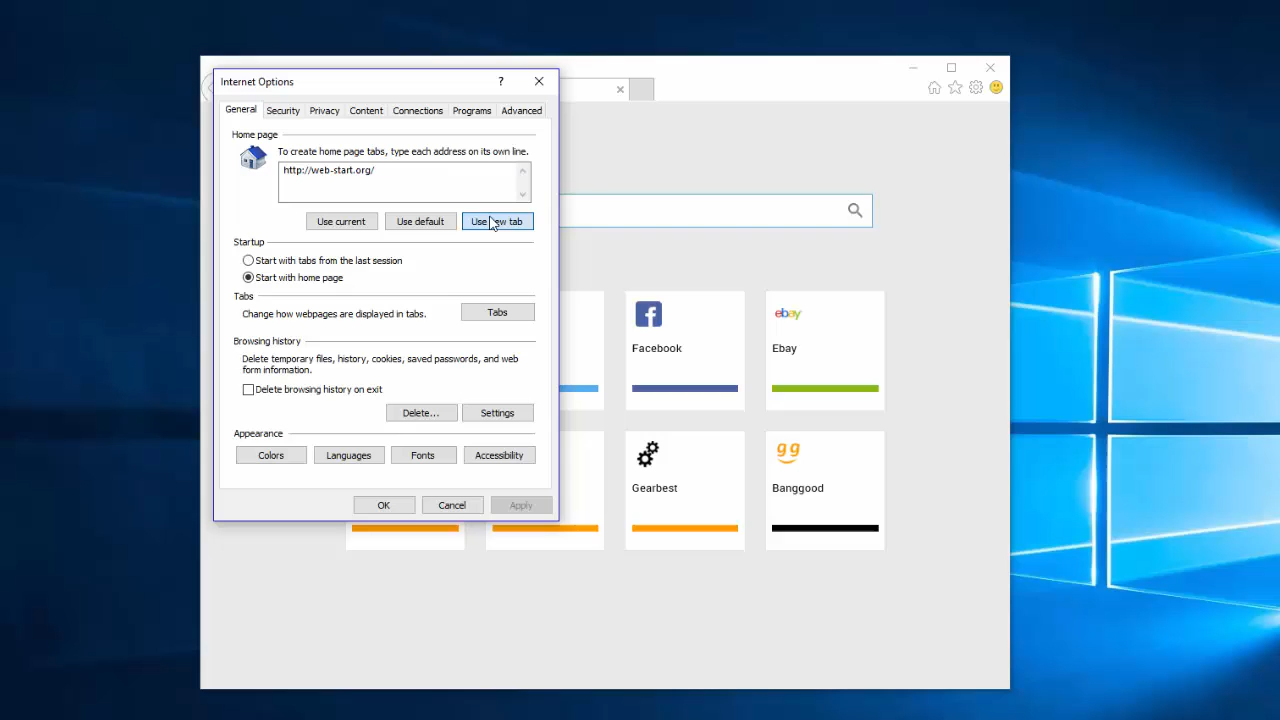 Internet Options
?
General Security Privacy Content Connections Programs Advanced
Home page
To create home page tabs, type each address on its own line.
http://web-start.org/
Use current Use default Use new tab
Startup
Start with tabs from the last session
Start with home page
Tabs
Change how webpages are displayed in tabs.
Tabs
Browsing history
Delete temporary files, history, cookies, saved passwords, and web
form information.
Delete browsing history on exit
Delete... Settings
Appearance
Colors Languages Fonts Accessibility
OK Cancel Apply
Facebook
ebay
Ebay
Gearbest
gg
Banggood